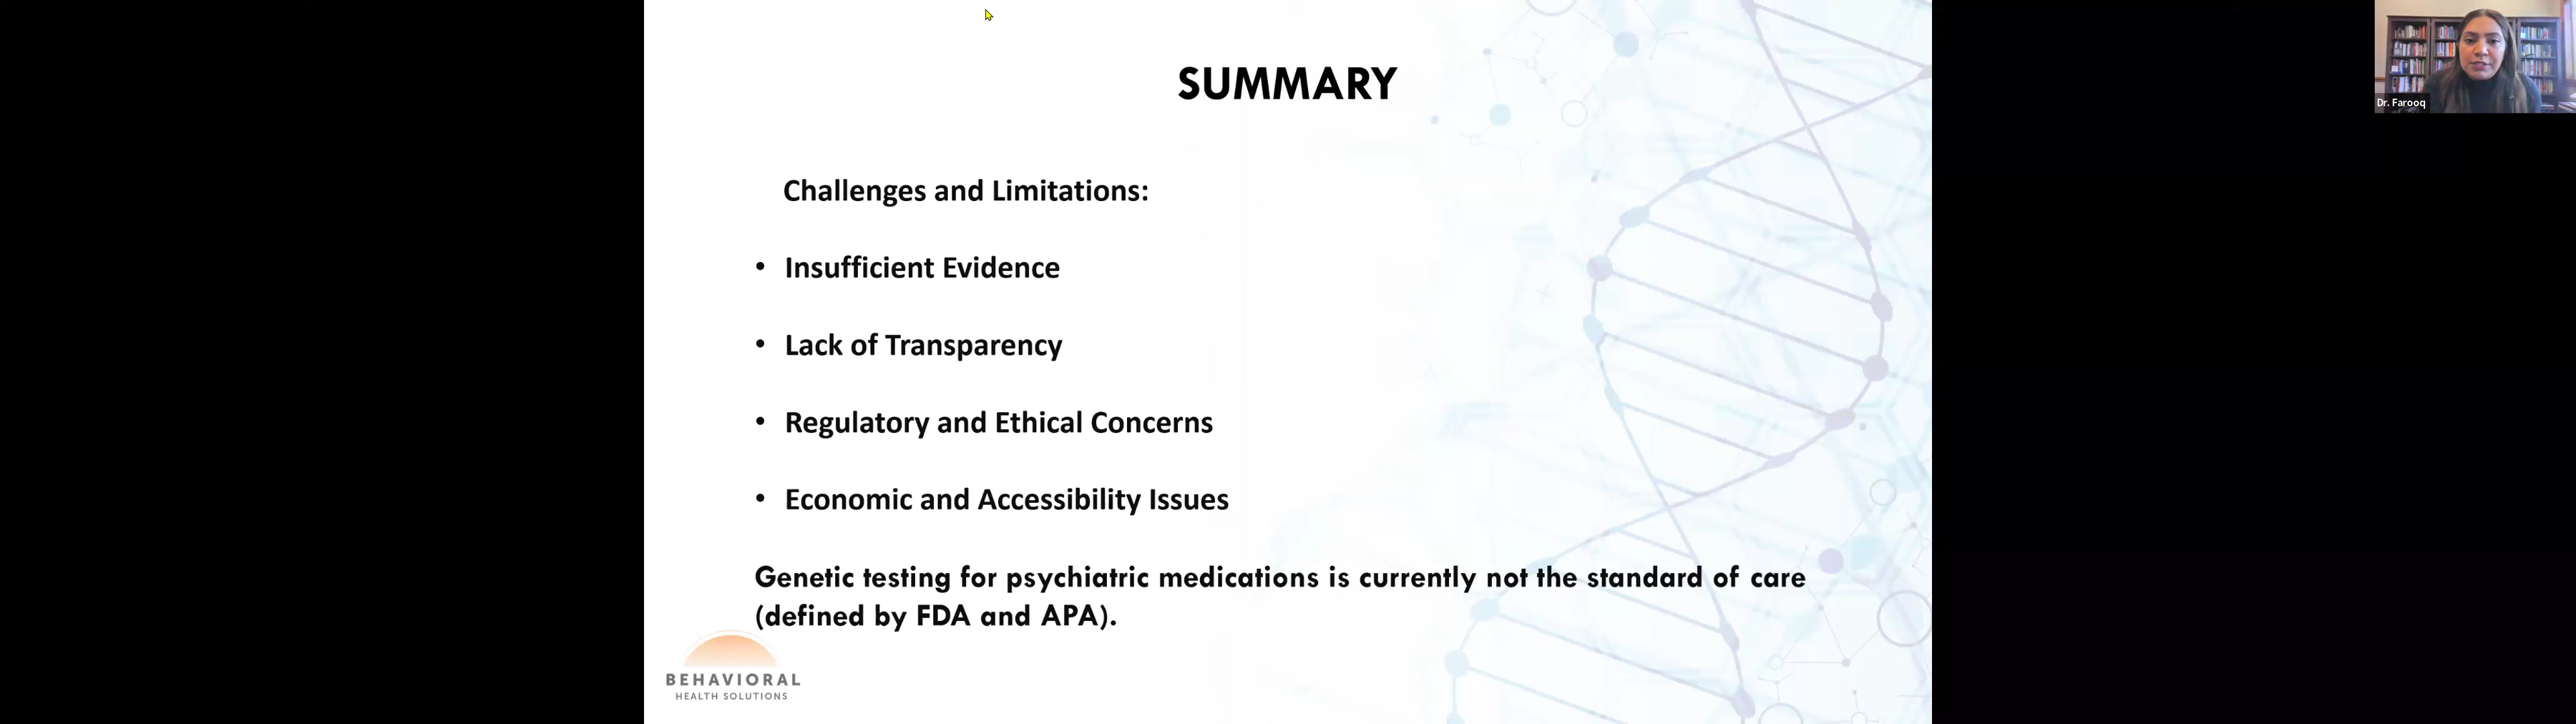 SUMMARY
Dr. Farooq
Challenges and Limitations:
• Insufficient Evidence
• Lack of Transparency
• Regulatory and Ethical Concerns
• Economic and Accessibility Issues
Genetic testing for psychiatric medications is currently not the standard of care
(defined by FDA and APA).
BEHAVIORAL
HEALTH SOLUTIONS